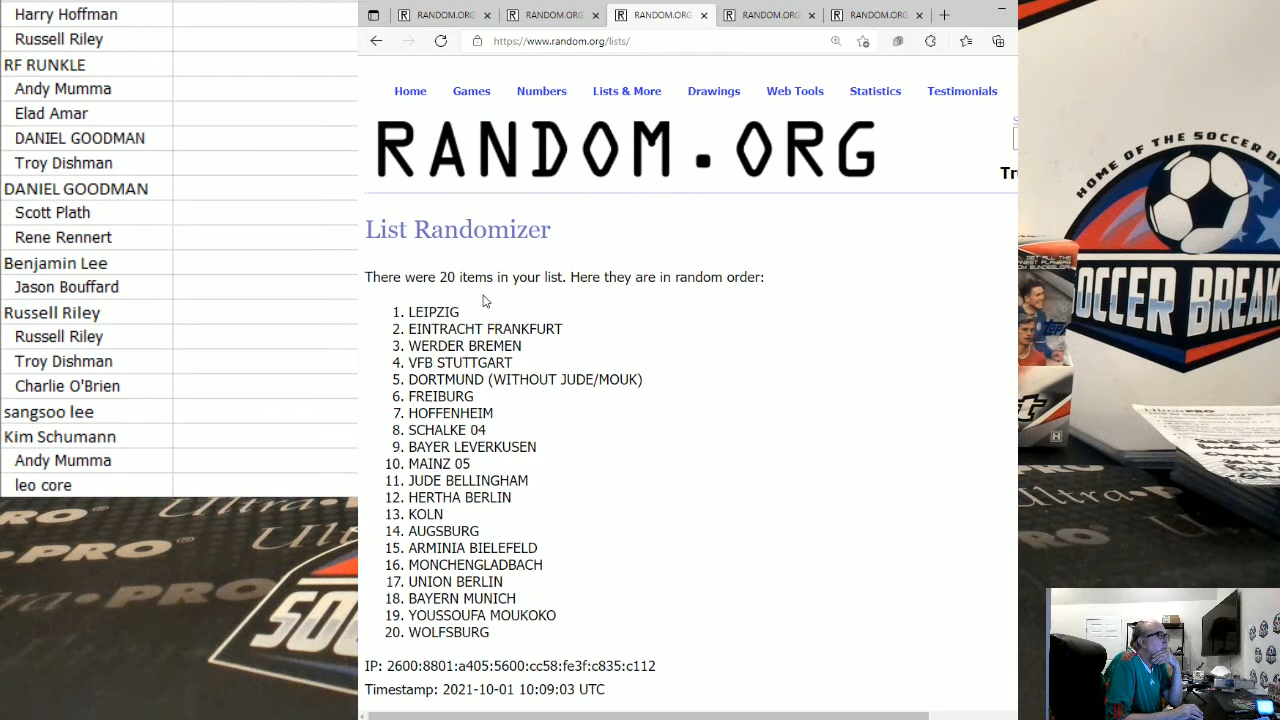 Harry Hoffman
Russell Riley
RF RUNKLE
Andy Mumma
Elad Amar
DANIEL GOODMAN
Troy Dishman
DANIEL GOODMAN
Scott Plath
Rene Rennert
Benjamin Lee
Jason Bouffard
Russell Riley
Russell Riley
Troy Dishman
Charlie O'Brien
sangsoo lee
Kim Schumann
Andy Mumma
leo core
RANDOM.ORG
RANDOM.ORG
RANDOM.ORG
RANDOM.ORG
RANDOM.ORG
https://www.random.org/lists/
Home Games Numbers Lists & More Drawings Web Tools Statistics Testimonials
RANDOM.ORG
List Randomizer
There were 20 items in your list. Here they are in random order:
1. LEIPZIG
2. EINTRACHT FRANKFURT
3. WERDER BREMEN
4. VFB STUTTGART
5. DORTMUND (WITHOUT JUDE/MOUK)
6. FREIBURG
7. HOFFENHEIM
8. SCHALKE 04
9. BAYER LEVERKUSEN
10. MAINZ 05
11. JUDE BELLINGHAM
12. HERTHA BERLIN
13. KOLN
14. AUGSBURG
15. ARMINIA BIELEFELD
16. MONCHENGLADBACH
17. UNION BERLIN
18. BAYERN MUNICH
19. YOUSSOUFA MOUKOKO
20. WOLFSBURG
IP: 2600:8801:a405:5600:cc58:fe3f:c835:c112
Timestamp: 2021-10-01 10:09:03 UTC
HOME OF THE SOCCER B
SOCCER BREAK
topps
Ultra PRO